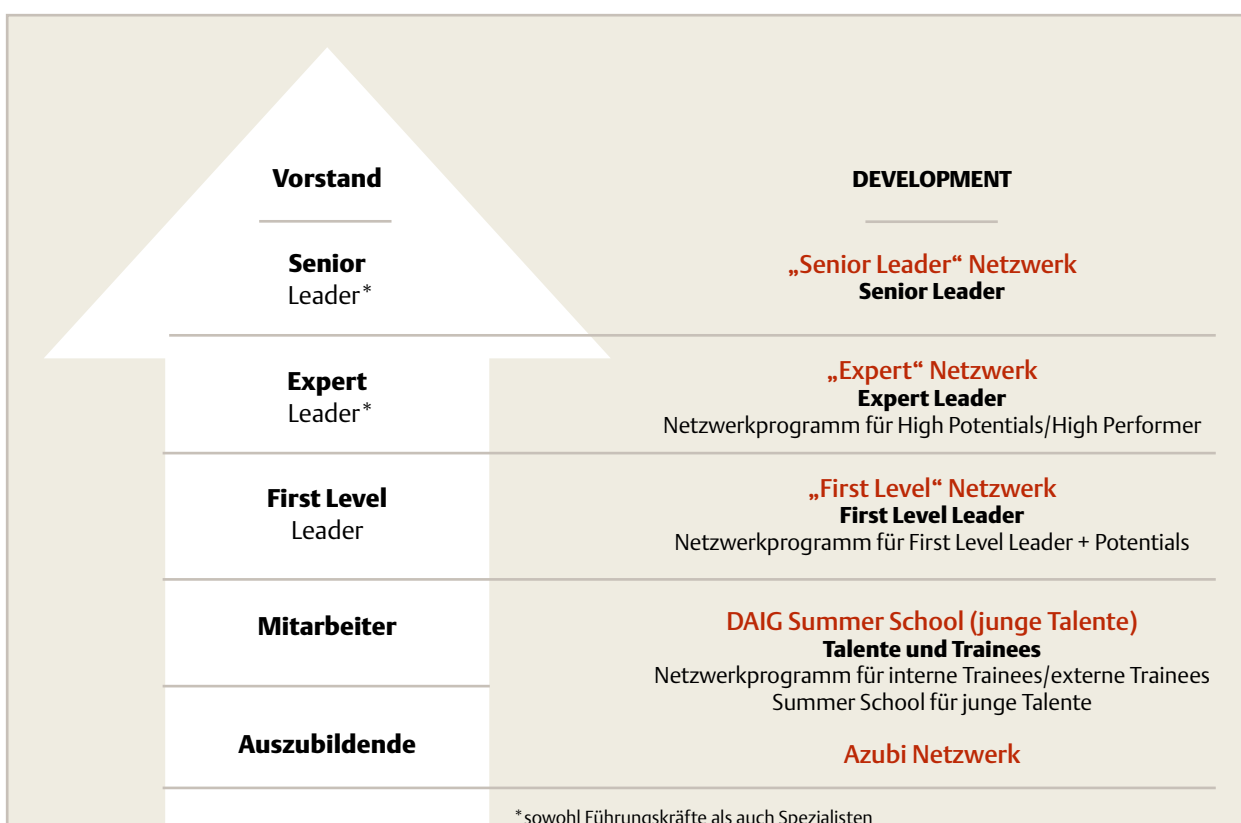 Vorstand
DEVELOPMENT
Senior
Leader*
„Senior Leader“ Netzwerk
Senior Leader
Expert
Leader*
„Expert“ Netzwerk
Expert Leader
Netzwerkprogramm für High Potentials/High Performer
First Level
Leader
„First Level“ Netzwerk
First Level Leader
Netzwerkprogramm für First Level Leader + Potentials
Mitarbeiter
DAIG Summer School (junge Talente)
Talente und Trainees
Netzwerkprogramm für interne Trainees/externe Trainees
Summer School für junge Talente
Auszubildende
Azubi Netzwerk
*sowohl Führungskräfte als auch Spezialisten